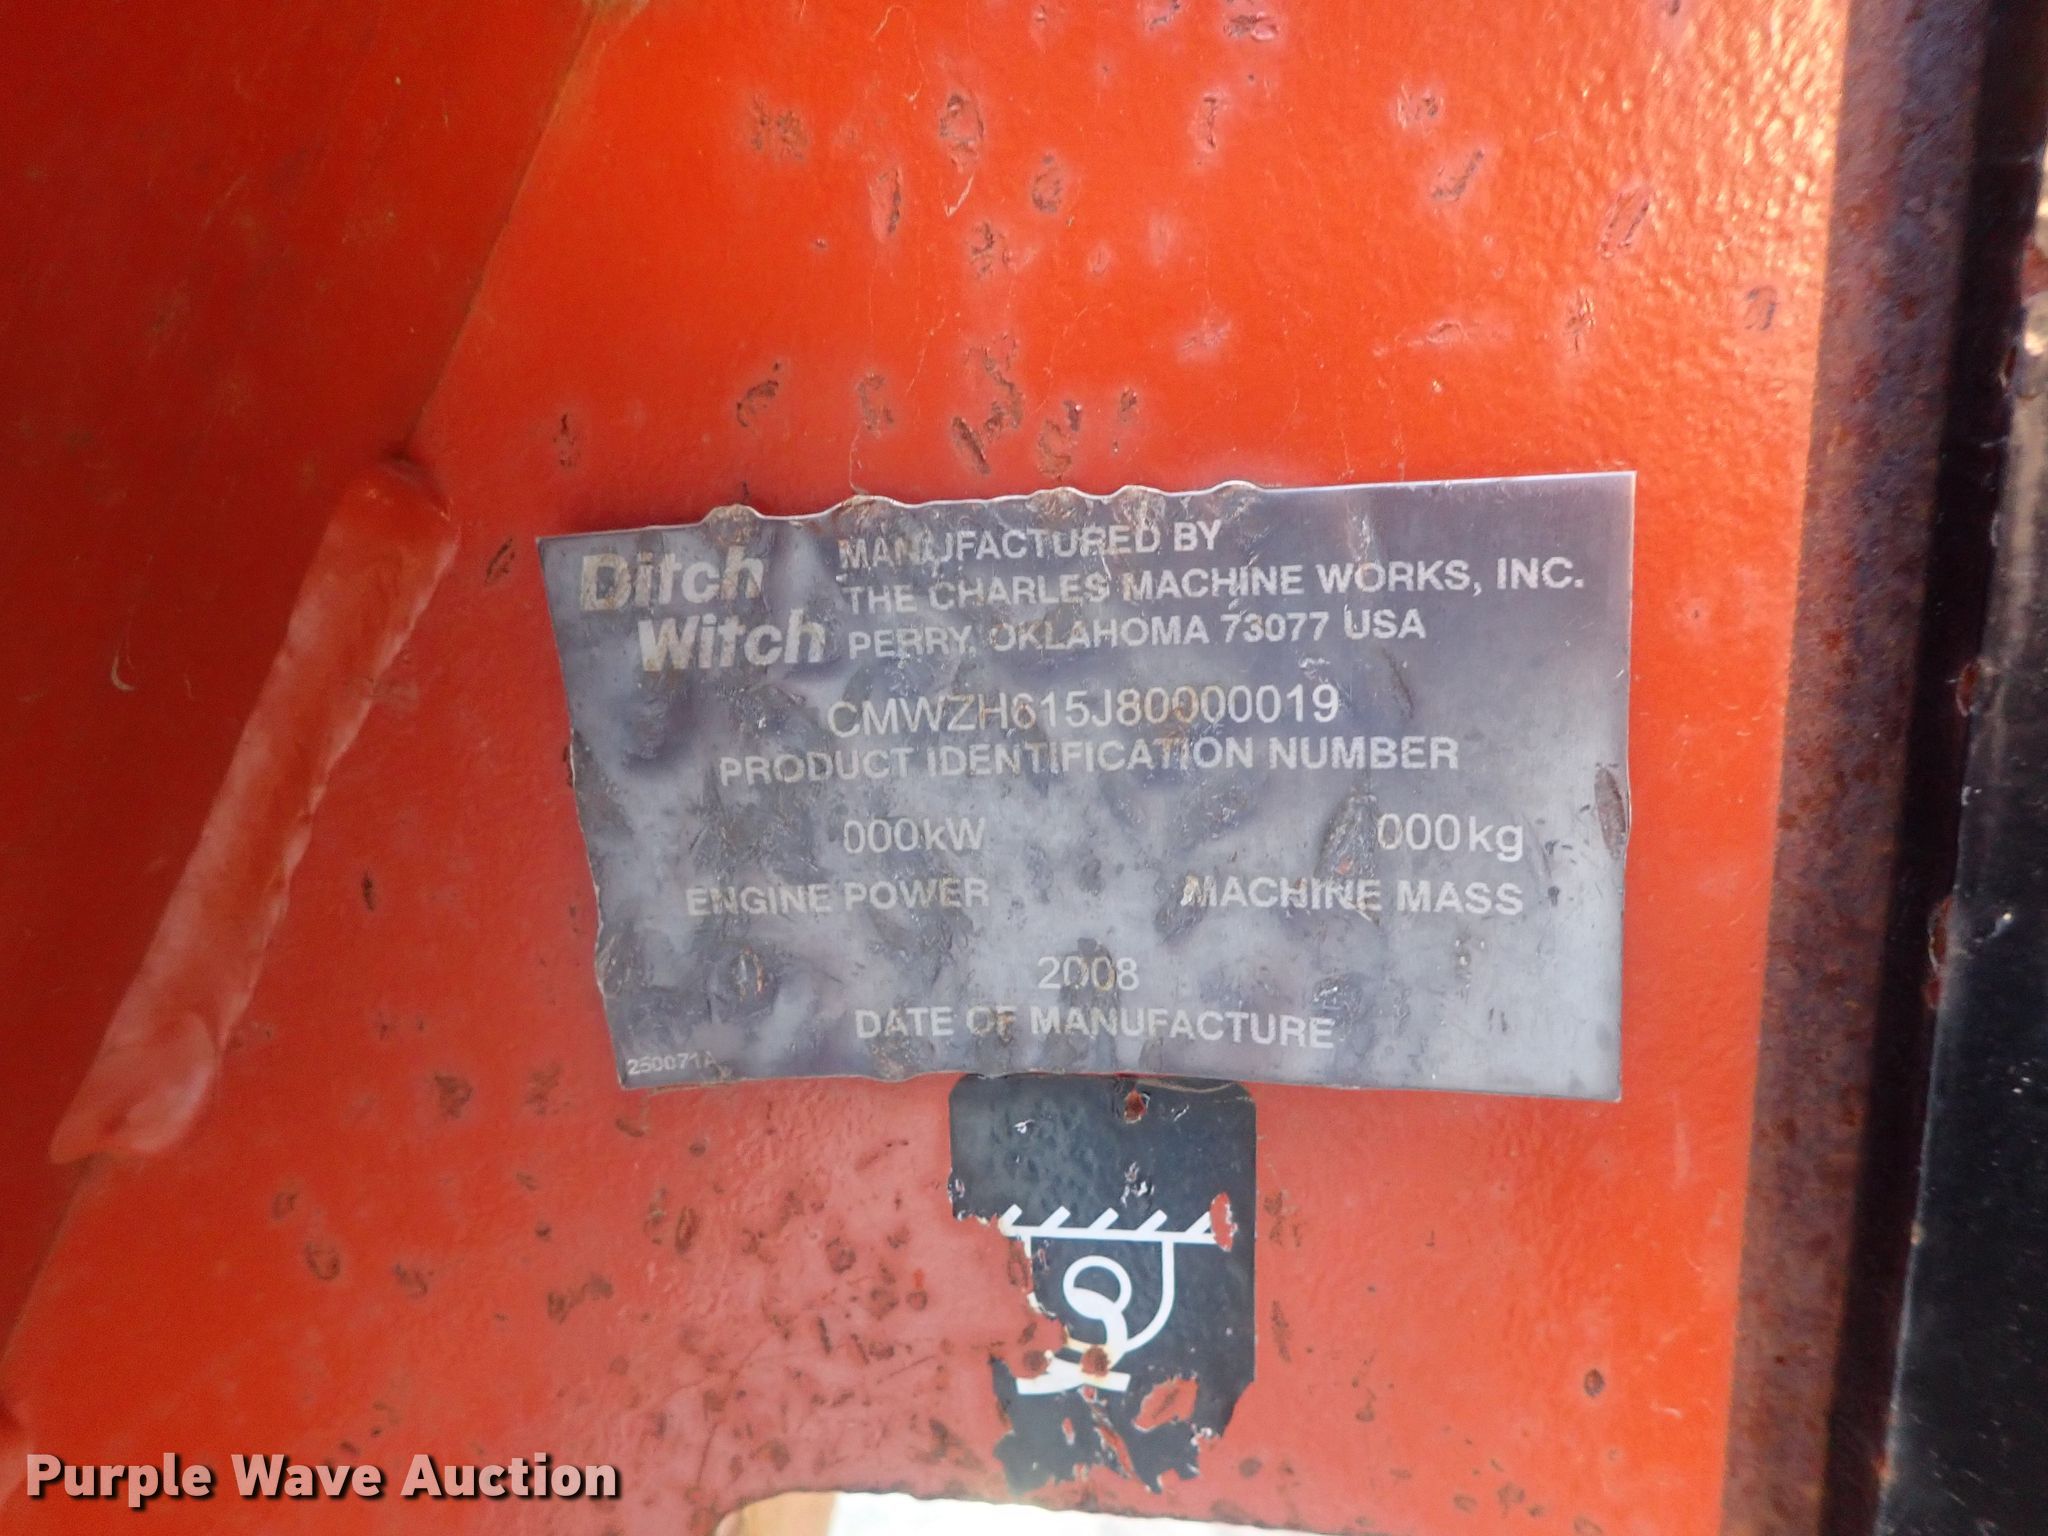 Ditch
Witch
MANUFACTURED BY
THE CHARLES MACHINE WORKS, INC.
PERRY, OKLAHOMA 73077 USA
CMWZH615J80000019
PRODUCT IDENTIFICATION NUMBER
000kW
ENGINE POWER
000kg
MACHINE MASS
2008
DATE OF MANUFACTURE
250071A
Purple Wave Auction